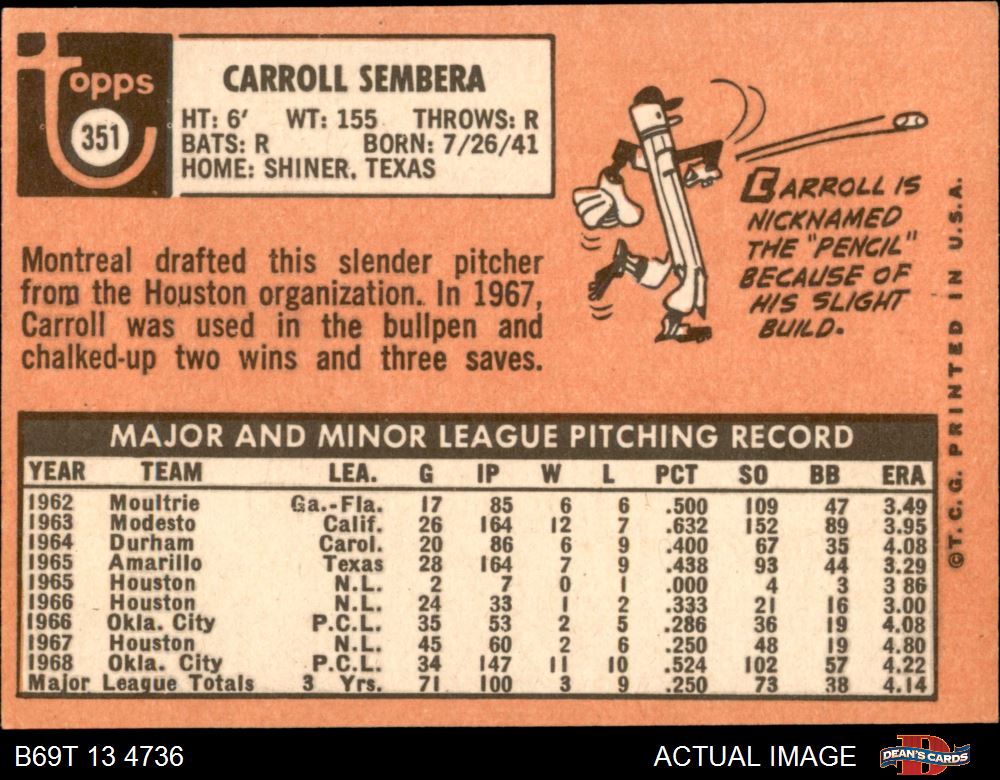 Topps
351
CARROLL SEMBERA
HT: 6′ WT: 155 THROWS: R
BATS: R BORN: 7/26/41
HOME: SHINER, TEXAS
CARROLL IS
NICKNAMED
THE "PENCIL"
BECAUSE OF
HIS SLIGHT
BUILD.
Montreal drafted this slender pitcher
from the Houston organization. In 1967,
Carroll was used in the bullpen and
chalked-up two wins and three saves.
MAJOR AND MINOR LEAGUE PITCHING RECORD
YEAR TEAM LEA. G IP W L PCT SO BB ERA
1962 Moultrie Ga.-Fla. 17 85 6 6 .500 109 47 3.49
1963 Modesto Calif. 26 164 12 7 .632 152 89 3.95
1964 Durham Carol. 20 86 6 9 .400 67 35 4.08
1965 Amarillo Texas 28 164 7 9 .438 93 44 3.29
1965 Houston N.L. 2 7 0 1 .000 4 3 3 86
1966 Houston N.L. 24 33 1 2 .333 21 16 3.00
1966 Okla. City P.C.L. 35 53 2 5 .286 36 19 4.08
1967 Houston N.L. 45 60 2 6 .250 48 19 4.80
1968 Okla. City P.C.L. 34 147 11 10 .524 102 57 4.22
Major League Totals 3 Yrs. 71 100 3 9 .250 73 38 4.14
©T. C. G. PRINTED IN U.S.A.
B69T 13 4736
ACTUAL IMAGE
DEAN'S CARDS